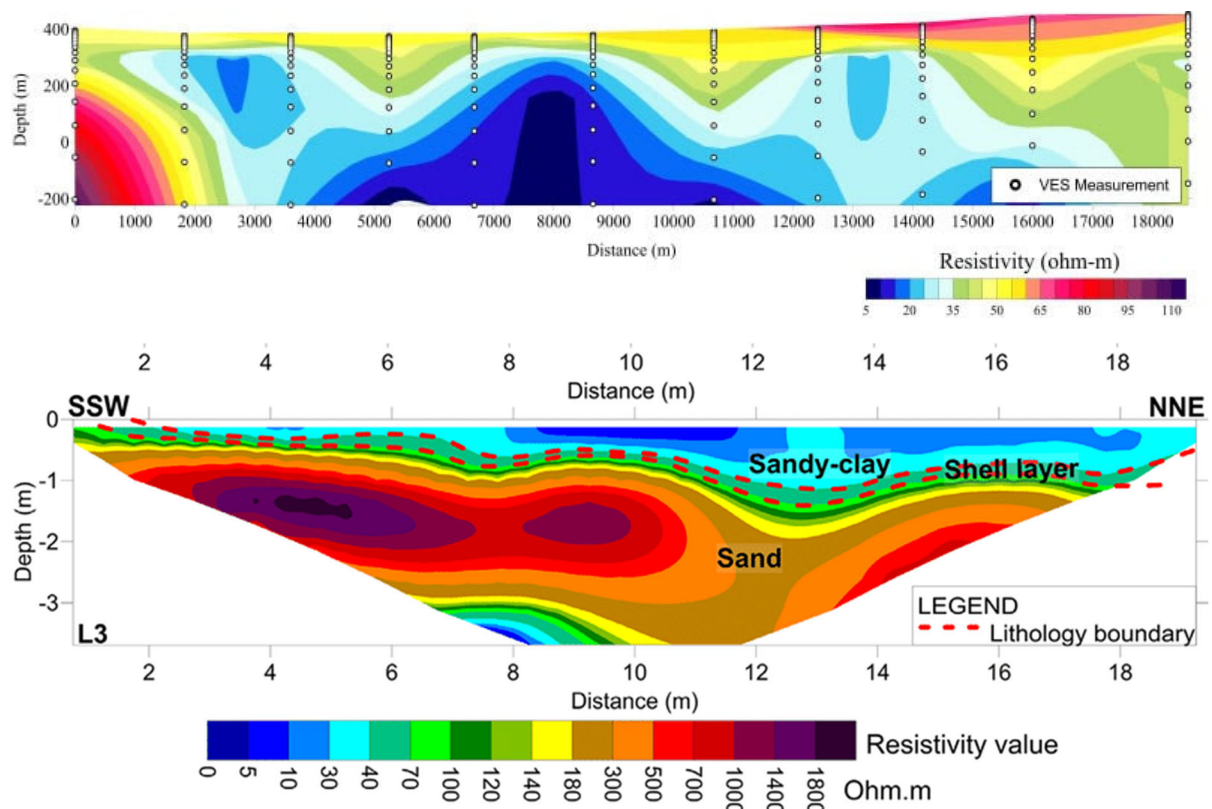 400
200
0
-200
Depth (m)
VES Measurement
0 1000 2000 3000 4000 5000 6000 7000 8000 9000 10000 11000 12000 13000 14000 15000 16000 17000 18000
Distance (m)
Resistivity (ohm-m)
5 20 35 50 65 80 95 110
2 4 6 8 10 12 14 16 18
Distance (m)
SSW NNE
0
-1
-2
-3
Depth (m)
Sandy-clay
Shell layer
Sand
LEGEND
Lithology boundary
L3
2 4 6 8 10 12 14 16 18
Distance (m)
0 5 10 30 40 70 100 120 140 180 300 500 700 1000 1400 1800
Resistivity value
Ohm.m